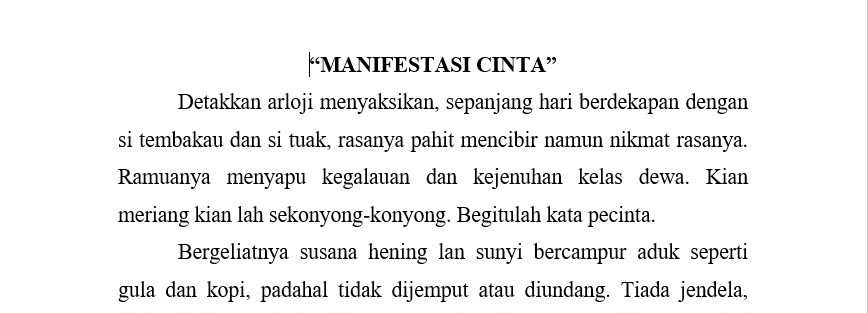 “MANIFESTASI CINTA”
Detakkan arloji menyaksikan, sepanjang hari berdekapan dengan
si tembakau dan si tuak, rasanya pahit mencibir namun nikmat rasanya.
Ramuanya menyapu kegalauan dan kejenuhan kelas dewa. Kian
meriang kian lah sekonyong-konyong. Begitulah kata pecinta.
Bergeliatnya susana hening lan sunyi bercampur aduk seperti
gula dan kopi, padahal tidak dijemput atau diundang. Tiada jendela,